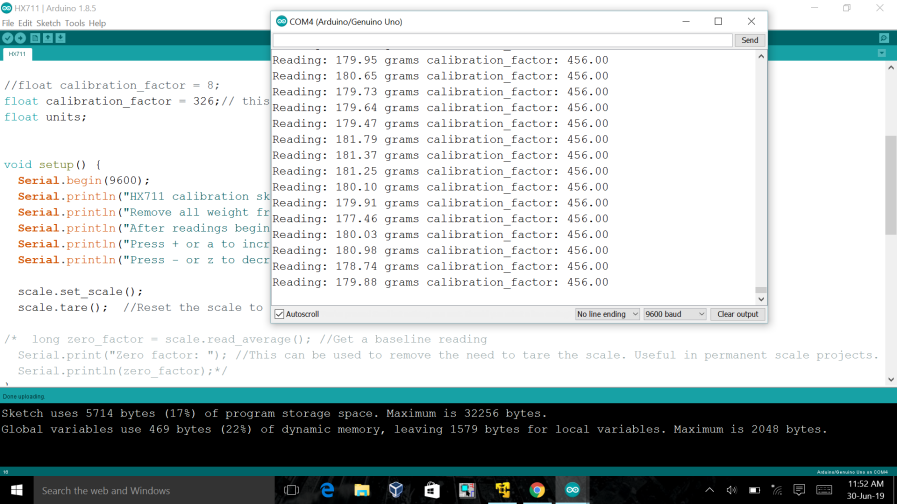 HX711 | Arduino 1.8.5
File Edit Sketch Tools Help
HX711
//float calibration_factor = 8;
float calibration_factor = 326;// this
float units;
void setup() {
Serial.begin(9600);
Serial.println("HX711 calibration sk
Serial.println("Remove all weight fr
Serial.println("After readings begin
Serial.println("Press + or a to incr
Serial.println("Press - or z to decr
scale.set_scale();
scale.tare();  //Reset the scale to
/*  long zero_factor = scale.read_average(); //Get a baseline reading
Serial.print("Zero factor: "); //This can be used to remove the need to tare the scale. Useful in permanent scale projects.
Serial.println(zero_factor);*/
COM4 (Arduino/Genuino Uno)
Send
Reading: 179.95 grams calibration_factor: 456.00
Reading: 180.65 grams calibration_factor: 456.00
Reading: 179.73 grams calibration_factor: 456.00
Reading: 179.64 grams calibration_factor: 456.00
Reading: 179.47 grams calibration_factor: 456.00
Reading: 181.79 grams calibration_factor: 456.00
Reading: 181.37 grams calibration_factor: 456.00
Reading: 181.25 grams calibration_factor: 456.00
Reading: 180.10 grams calibration_factor: 456.00
Reading: 179.91 grams calibration_factor: 456.00
Reading: 177.46 grams calibration_factor: 456.00
Reading: 180.03 grams calibration_factor: 456.00
Reading: 180.98 grams calibration_factor: 456.00
Reading: 178.74 grams calibration_factor: 456.00
Reading: 179.88 grams calibration_factor: 456.00
Autoscroll
No line ending
9600 baud
Clear output
Done uploading.
Sketch uses 5714 bytes (17%) of program storage space. Maximum is 32256 bytes.
Global variables use 469 bytes (22%) of dynamic memory, leaving 1579 bytes for local variables. Maximum is 2048 bytes.
Arduino/Genuino Uno on COM4
Search the web and Windows
11:52 AM
30-Jun-19